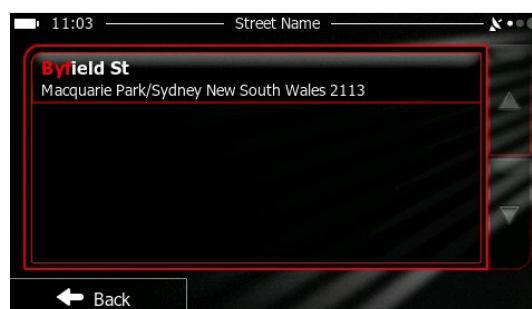 11:03 Street Name
Byfield St
Macquarie Park/Sydney New South Wales 2113
Back